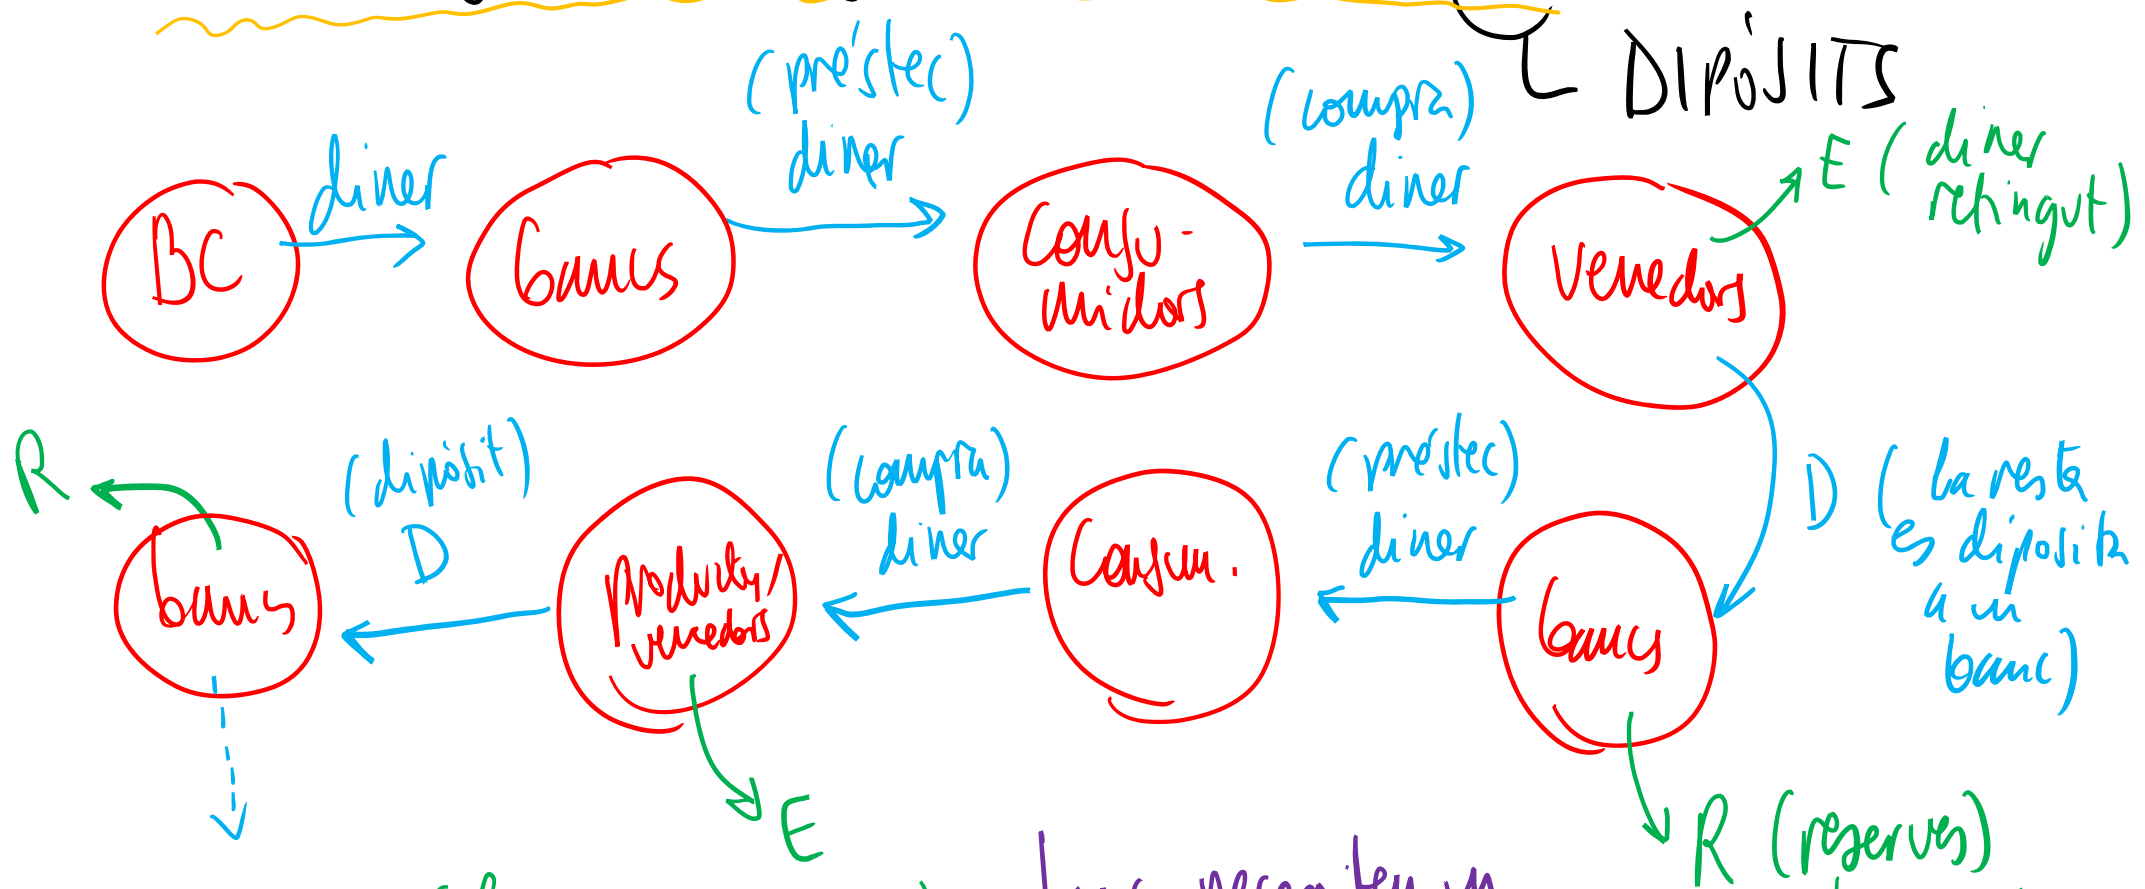 DIPÒSITS
(préstec)
diner
(compra)
diner
E (diner
retingut)
diner
BC
bancs
Consu-
midors
venedors
R
(dipòsit)
D
(compra)
diner
(préstec)
diner
D (la resta
es diposita
a un
banc)
bancs
venedors
Consum.
bancs
E
R (reserves)